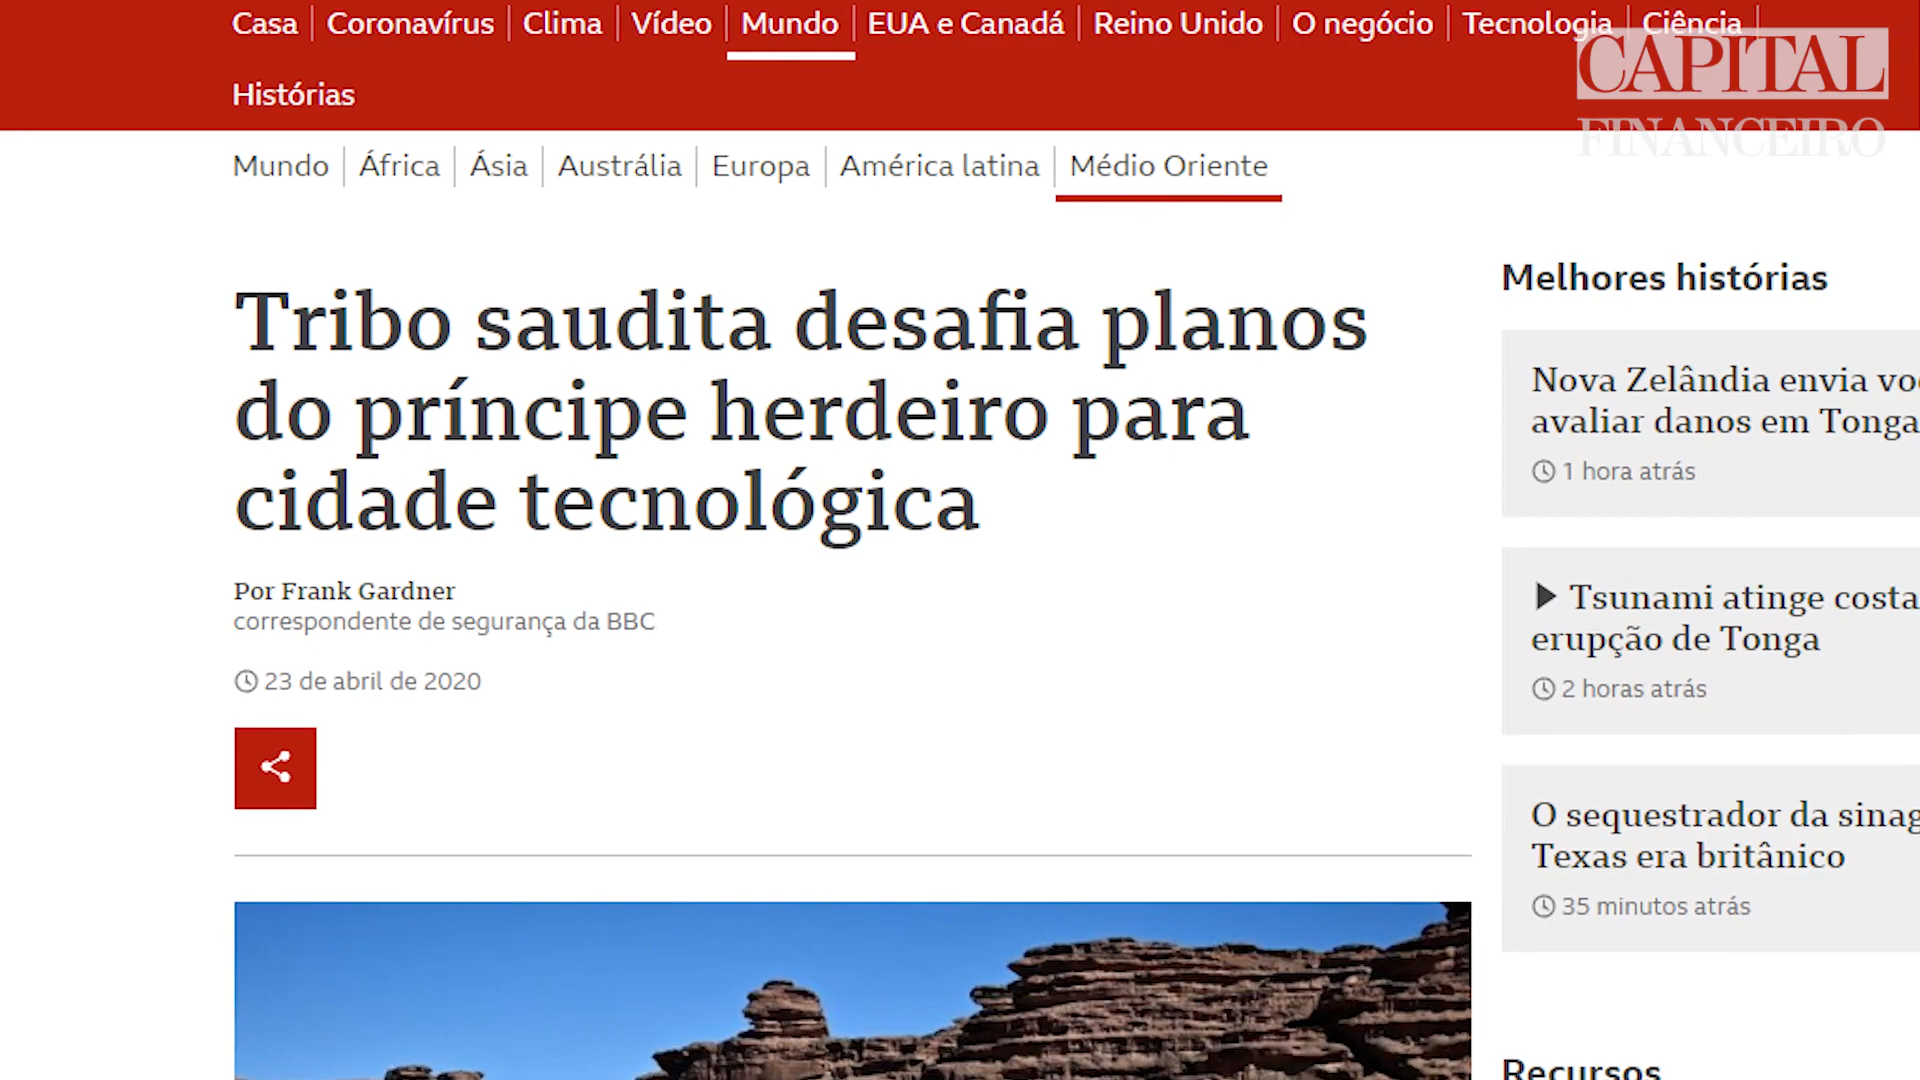 Casa Coronavírus Clima Vídeo Mundo EUA e Canadá Reino Unido O negócio Tecnologia Ciência
CAPITAL
FINANCEIRO
Histórias
Mundo África Ásia Austrália Europa América latina Médio Oriente
Tribo saudita desafia planos
do príncipe herdeiro para
cidade tecnológica
Por Frank Gardner
correspondente de segurança da BBC
23 de abril de 2020
Melhores histórias
Nova Zelândia envia
avaliar danos em Tonga
1 hora atrás
Tsunami atinge costa
erupção de Tonga
2 horas atrás
O sequestrador da
Texas era britânico
35 minutos atrás
Recursos